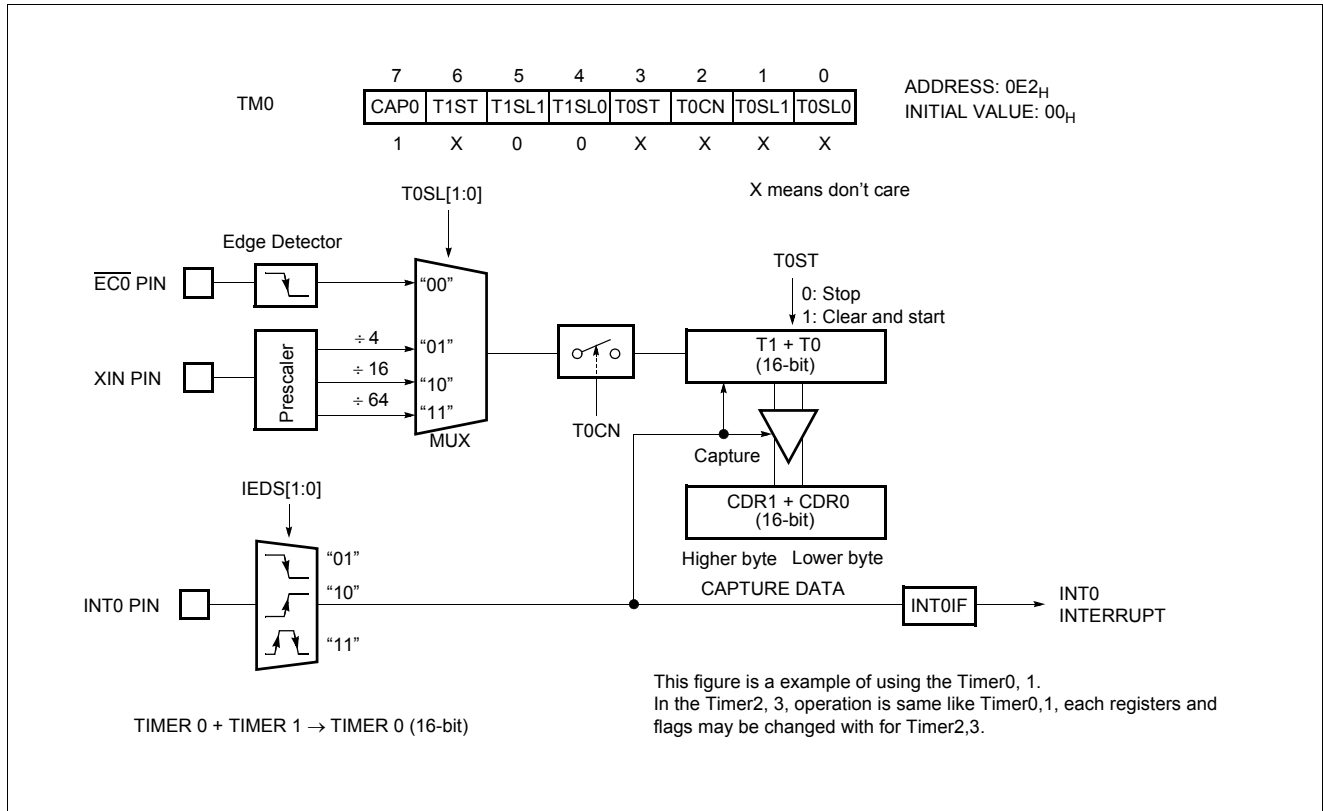 7 6 5 4 3 2 1 0
TM0 CAP0 T1ST T1SL1 T1SL0 T0ST T0CN T0SL1 T0SL0
ADDRESS: 0E2H
INITIAL VALUE: 00H
1 X 0 0 X X X X
X means don’t care
T0SL[1:0]
Edge Detector
EC0 PIN
“00”
T0ST
0: Stop
1: Clear and start
XIN PIN
Prescaler
÷ 4
÷ 16
÷ 64
“01”
“10”
“11”
MUX
T0CN
T1 + T0
(16-bit)
Capture
CDR1 + CDR0
(16-bit)
Higher byte Lower byte
CAPTURE DATA
IEDS[1:0]
INT0 PIN
“01”
“10”
“11”
INT0IF
INT0
INTERRUPT
TIMER 0 + TIMER 1 → TIMER 0 (16-bit)
This figure is a example of using the Timer0, 1.
In the Timer2, 3, operation is same like Timer0,1, each registers and
flags may be changed with for Timer2,3.